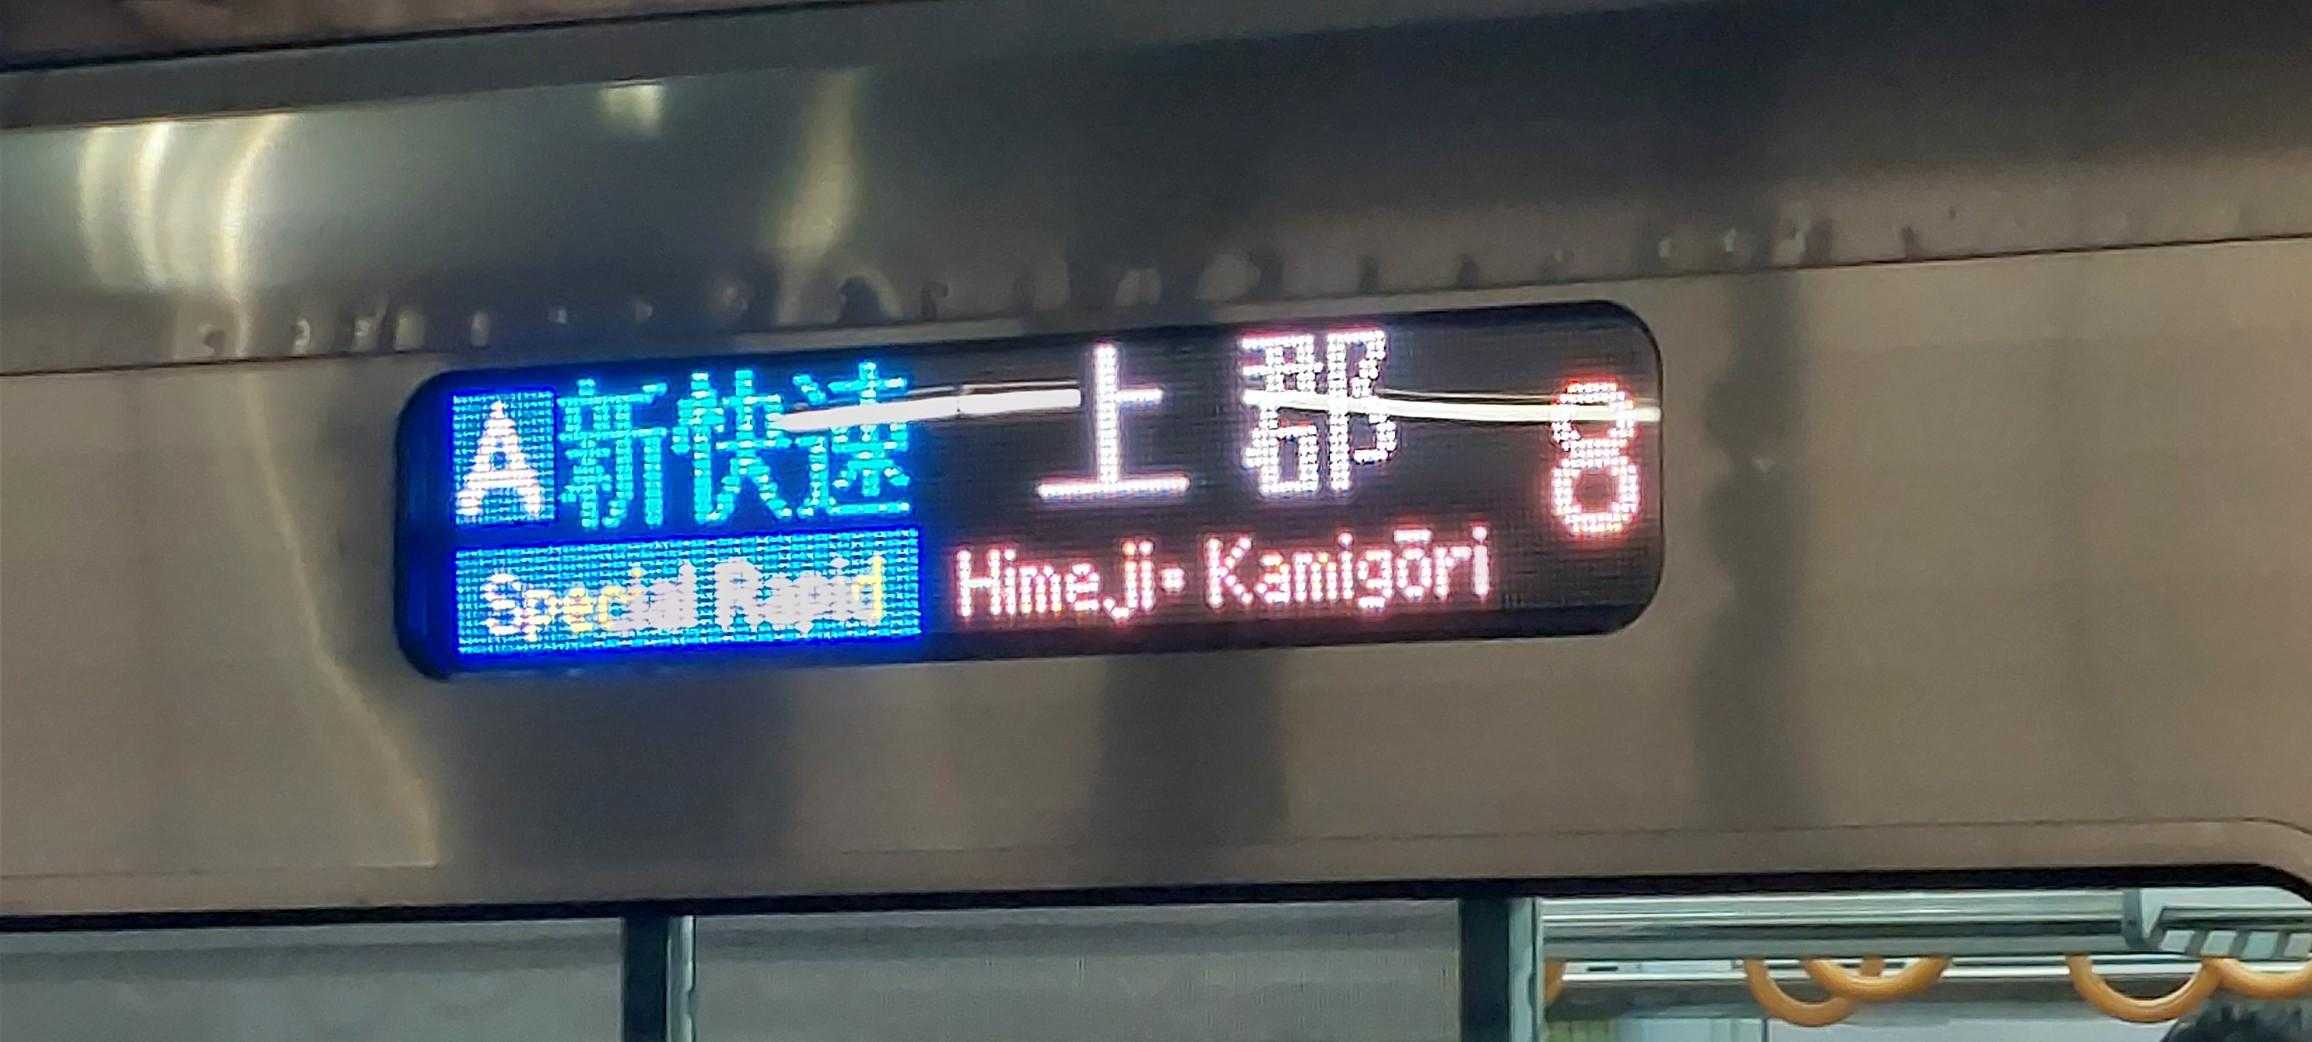 A 新快速 上郡 8
Special Rapid Himeji・Kamigōri